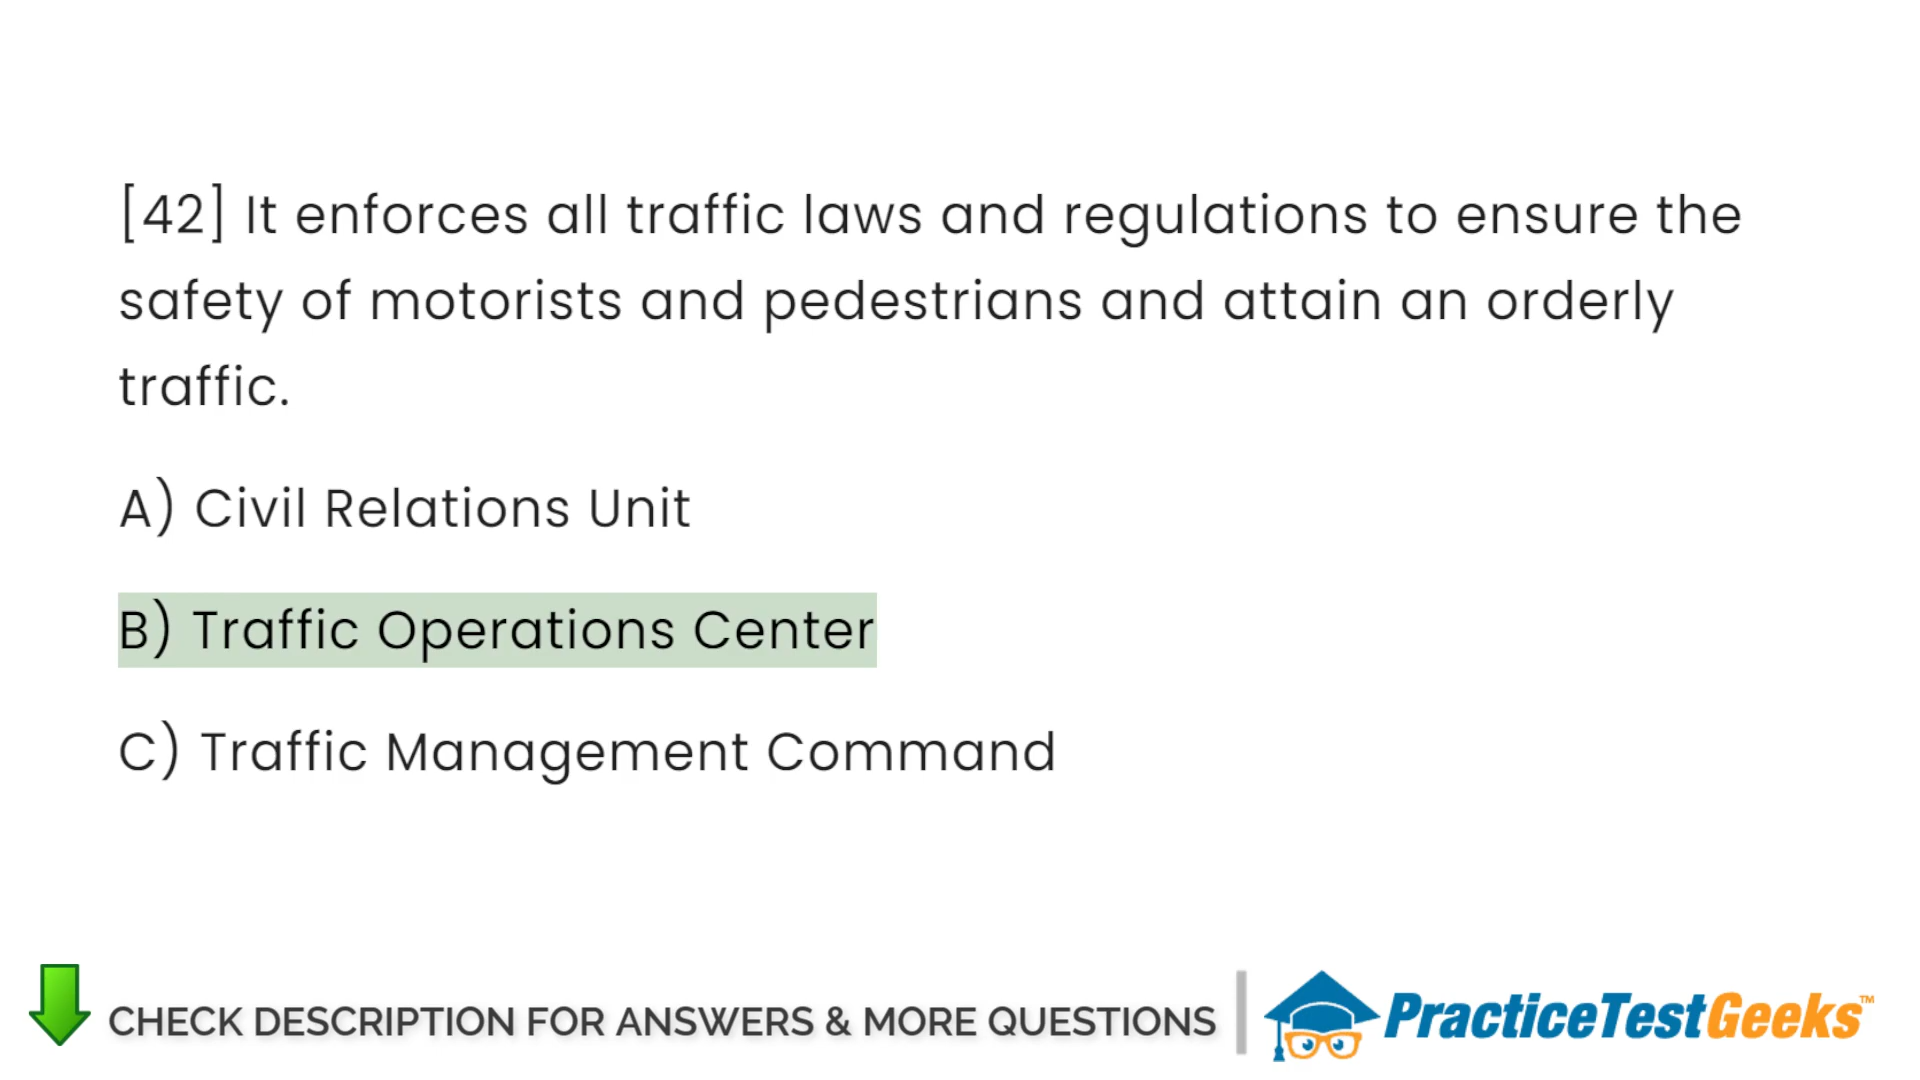 [42] It enforces all traffic laws and regulations to ensure the
safety of motorists and pedestrians and attain an orderly
traffic.
A) Civil Relations Unit
B) Traffic Operations Center
C) Traffic Management Command
CHECK DESCRIPTION FOR ANSWERS & MORE QUESTIONS
PracticeTestGeeks™